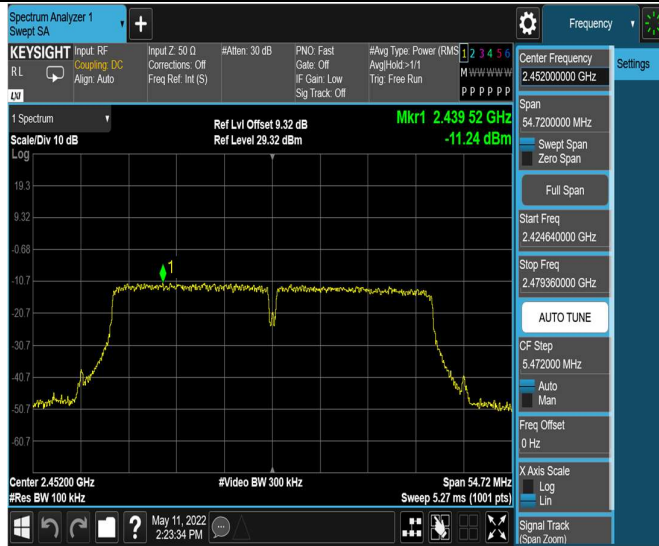 Spectrum Analyzer 1
Swept SA
+
Frequency
KEYSIGHT
RL
LXI
Input: RF
Coupling: DC
Align: Auto
Input Z: 50 Ω
Corrections: Off
Freq Ref: Int (S)
#Atten: 30 dB
PNO: Fast
Gate: Off
IF Gain: Low
Sig Track: Off
#Avg Type: Power (RMS
Avg|Hold:>1/1
Trig: Free Run
1 2 3 4 5 6
M W W W W W
P P P P P P
1 Spectrum
Scale/Div 10 dB
Log
Ref Lvl Offset 9.32 dB
Ref Level 29.32 dBm
Mkr1 2.439 52 GHz
-11.24 dBm
19.3
9.32
-0.68
-10.7
-20.7
-30.7
-40.7
-50.7
-60.7
1
Center 2.45200 GHz
#Res BW 100 kHz
#Video BW 300 kHz
Span 54.72 MHz
Sweep 5.27 ms (1001 pts)
Center Frequency
2.452000000 GHz
Span
54.7200000 MHz
Swept Span
Zero Span
Full Span
Start Freq
2.424640000 GHz
Stop Freq
2.479360000 GHz
AUTO TUNE
CF Step
5.472000 MHz
Auto
Man
Freq Offset
0 Hz
X Axis Scale
Log
Lin
Signal Track
(Span Zoom)
Settings
?
May 11, 2022
2:23:34 PM